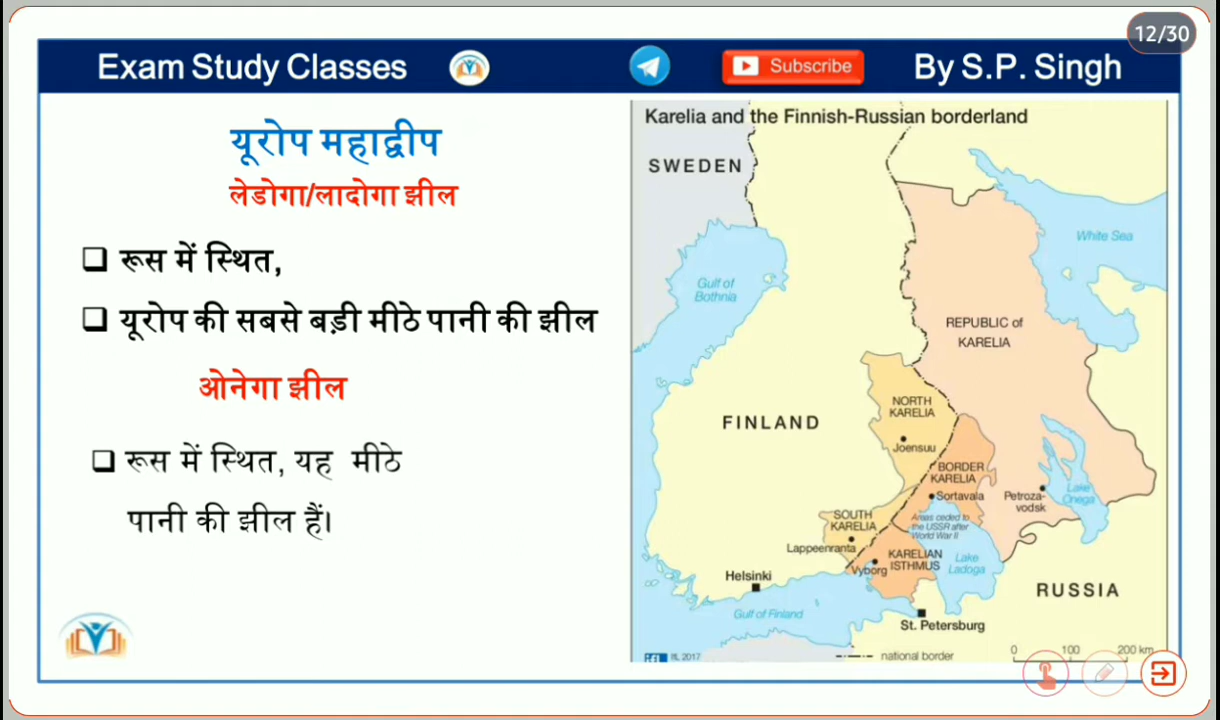 12/30
Exam Study Classes
Subscribe
By S.P. Singh
यूरोप महाद्वीप
लेडोगा/लादोगा झील
रूस में स्थित,
यूरोप की सबसे बड़ी मीठे पानी की झील
ओनेगा झील
रूस में स्थित, यह मीठे
पानी की झील हैं।
Karelia and the Finnish-Russian borderland
SWEDEN
White Sea
Gulf of
Bothnia
REPUBLIC of
KARELIA
NORTH
KARELIA
FINLAND
Joensuu
BORDER
KARELIA
Sortavala
Petroza-
vodsk
Lake
Onega
SOUTH
KARELIA
Areas ceded to
the USSR after
World War II
Lappeenranta
KARELIAN
ISTHMUS
Lake
Ladoga
Vyborg
Helsinki
RUSSIA
Gulf of Finland
St. Petersburg
national border
0 100 200 km
IfL 2017